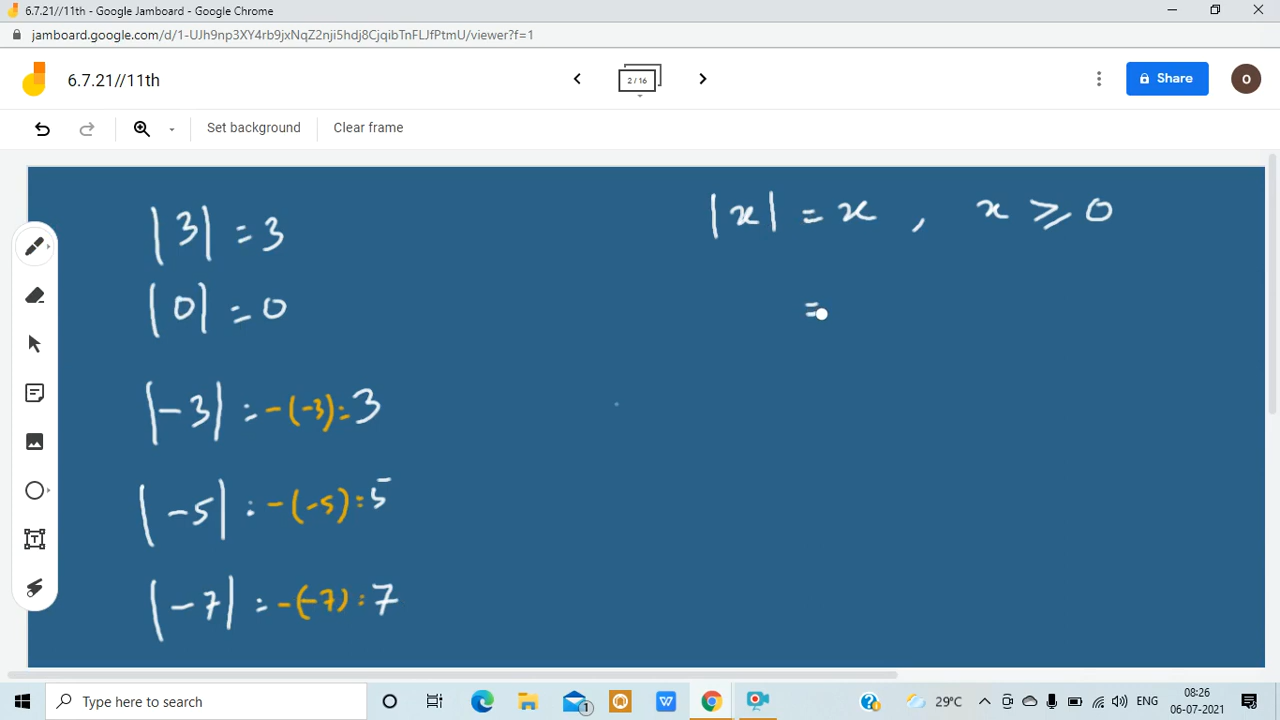 6.7.21//11th - Google Jamboard - Google Chrome
jamboard.google.com/d/1-UJh9np3XY4rb9jxNqZ2nji5hdj8CjqibTnFLJfPtmU/viewer?f=1
6.7.21//11th
2 / 16
Share
O
Set background
Clear frame
|3| = 3
|x| = x , x ⩾ 0
|0| = 0
=
|-3| = -(-3) = 3
|-5| = -(-5) = 5
|-7| = -(-7) = 7
Type here to search
1
W
29°C
ENG
08:26
06-07-2021